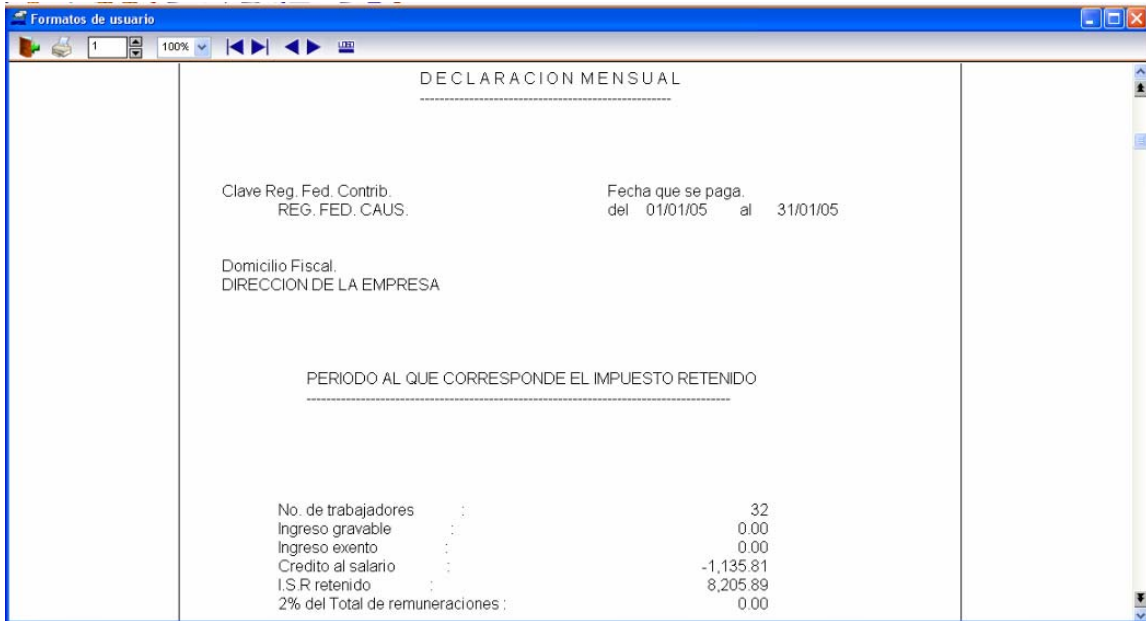 Formatos de usuario
1 100%
DECLARACION MENSUAL
---------------------------------------------------
Clave Reg. Fed. Contrib. Fecha que se paga.
REG. FED. CAUS. del 01/01/05 al 31/01/05
Domicilio Fiscal.
DIRECCION DE LA EMPRESA
PERIODO AL QUE CORRESPONDE EL IMPUESTO RETENIDO
--------------------------------------------------------------------------------------
No. de trabajadores : 32
Ingreso gravable : 0.00
Ingreso exento : 0.00
Credito al salario : -1,135.81
I.S.R retenido : 8,205.89
2% del Total de remuneraciones : 0.00